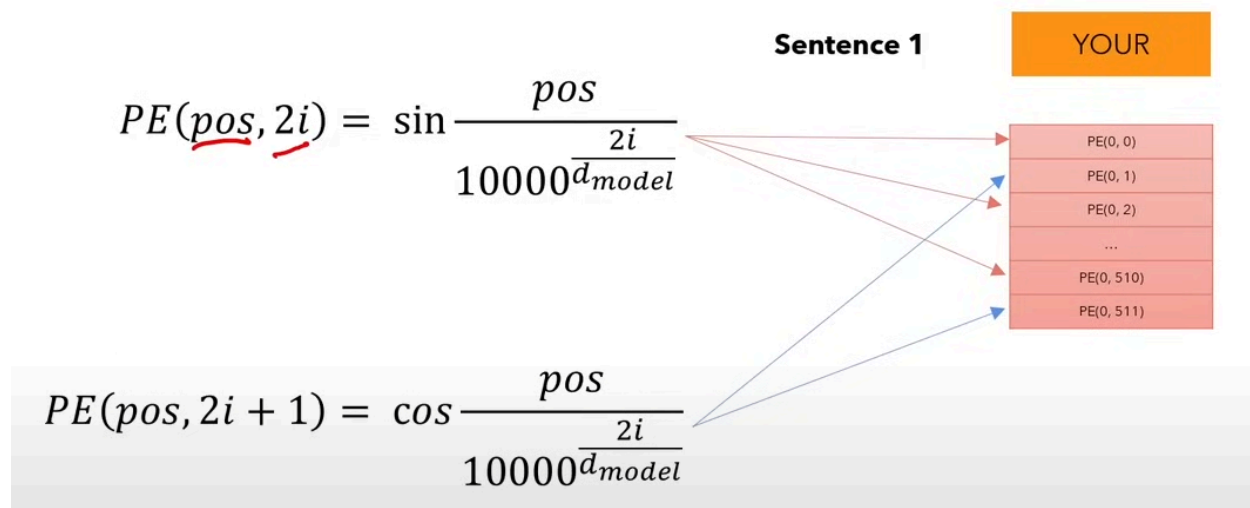 Sentence 1
YOUR
PE(pos, 2i) = sin pos / 10000^(2i / d_model)
PE(0, 0)
PE(0, 1)
PE(0, 2)
...
PE(0, 510)
PE(0, 511)
PE(pos, 2i + 1) = cos pos / 10000^(2i / d_model)